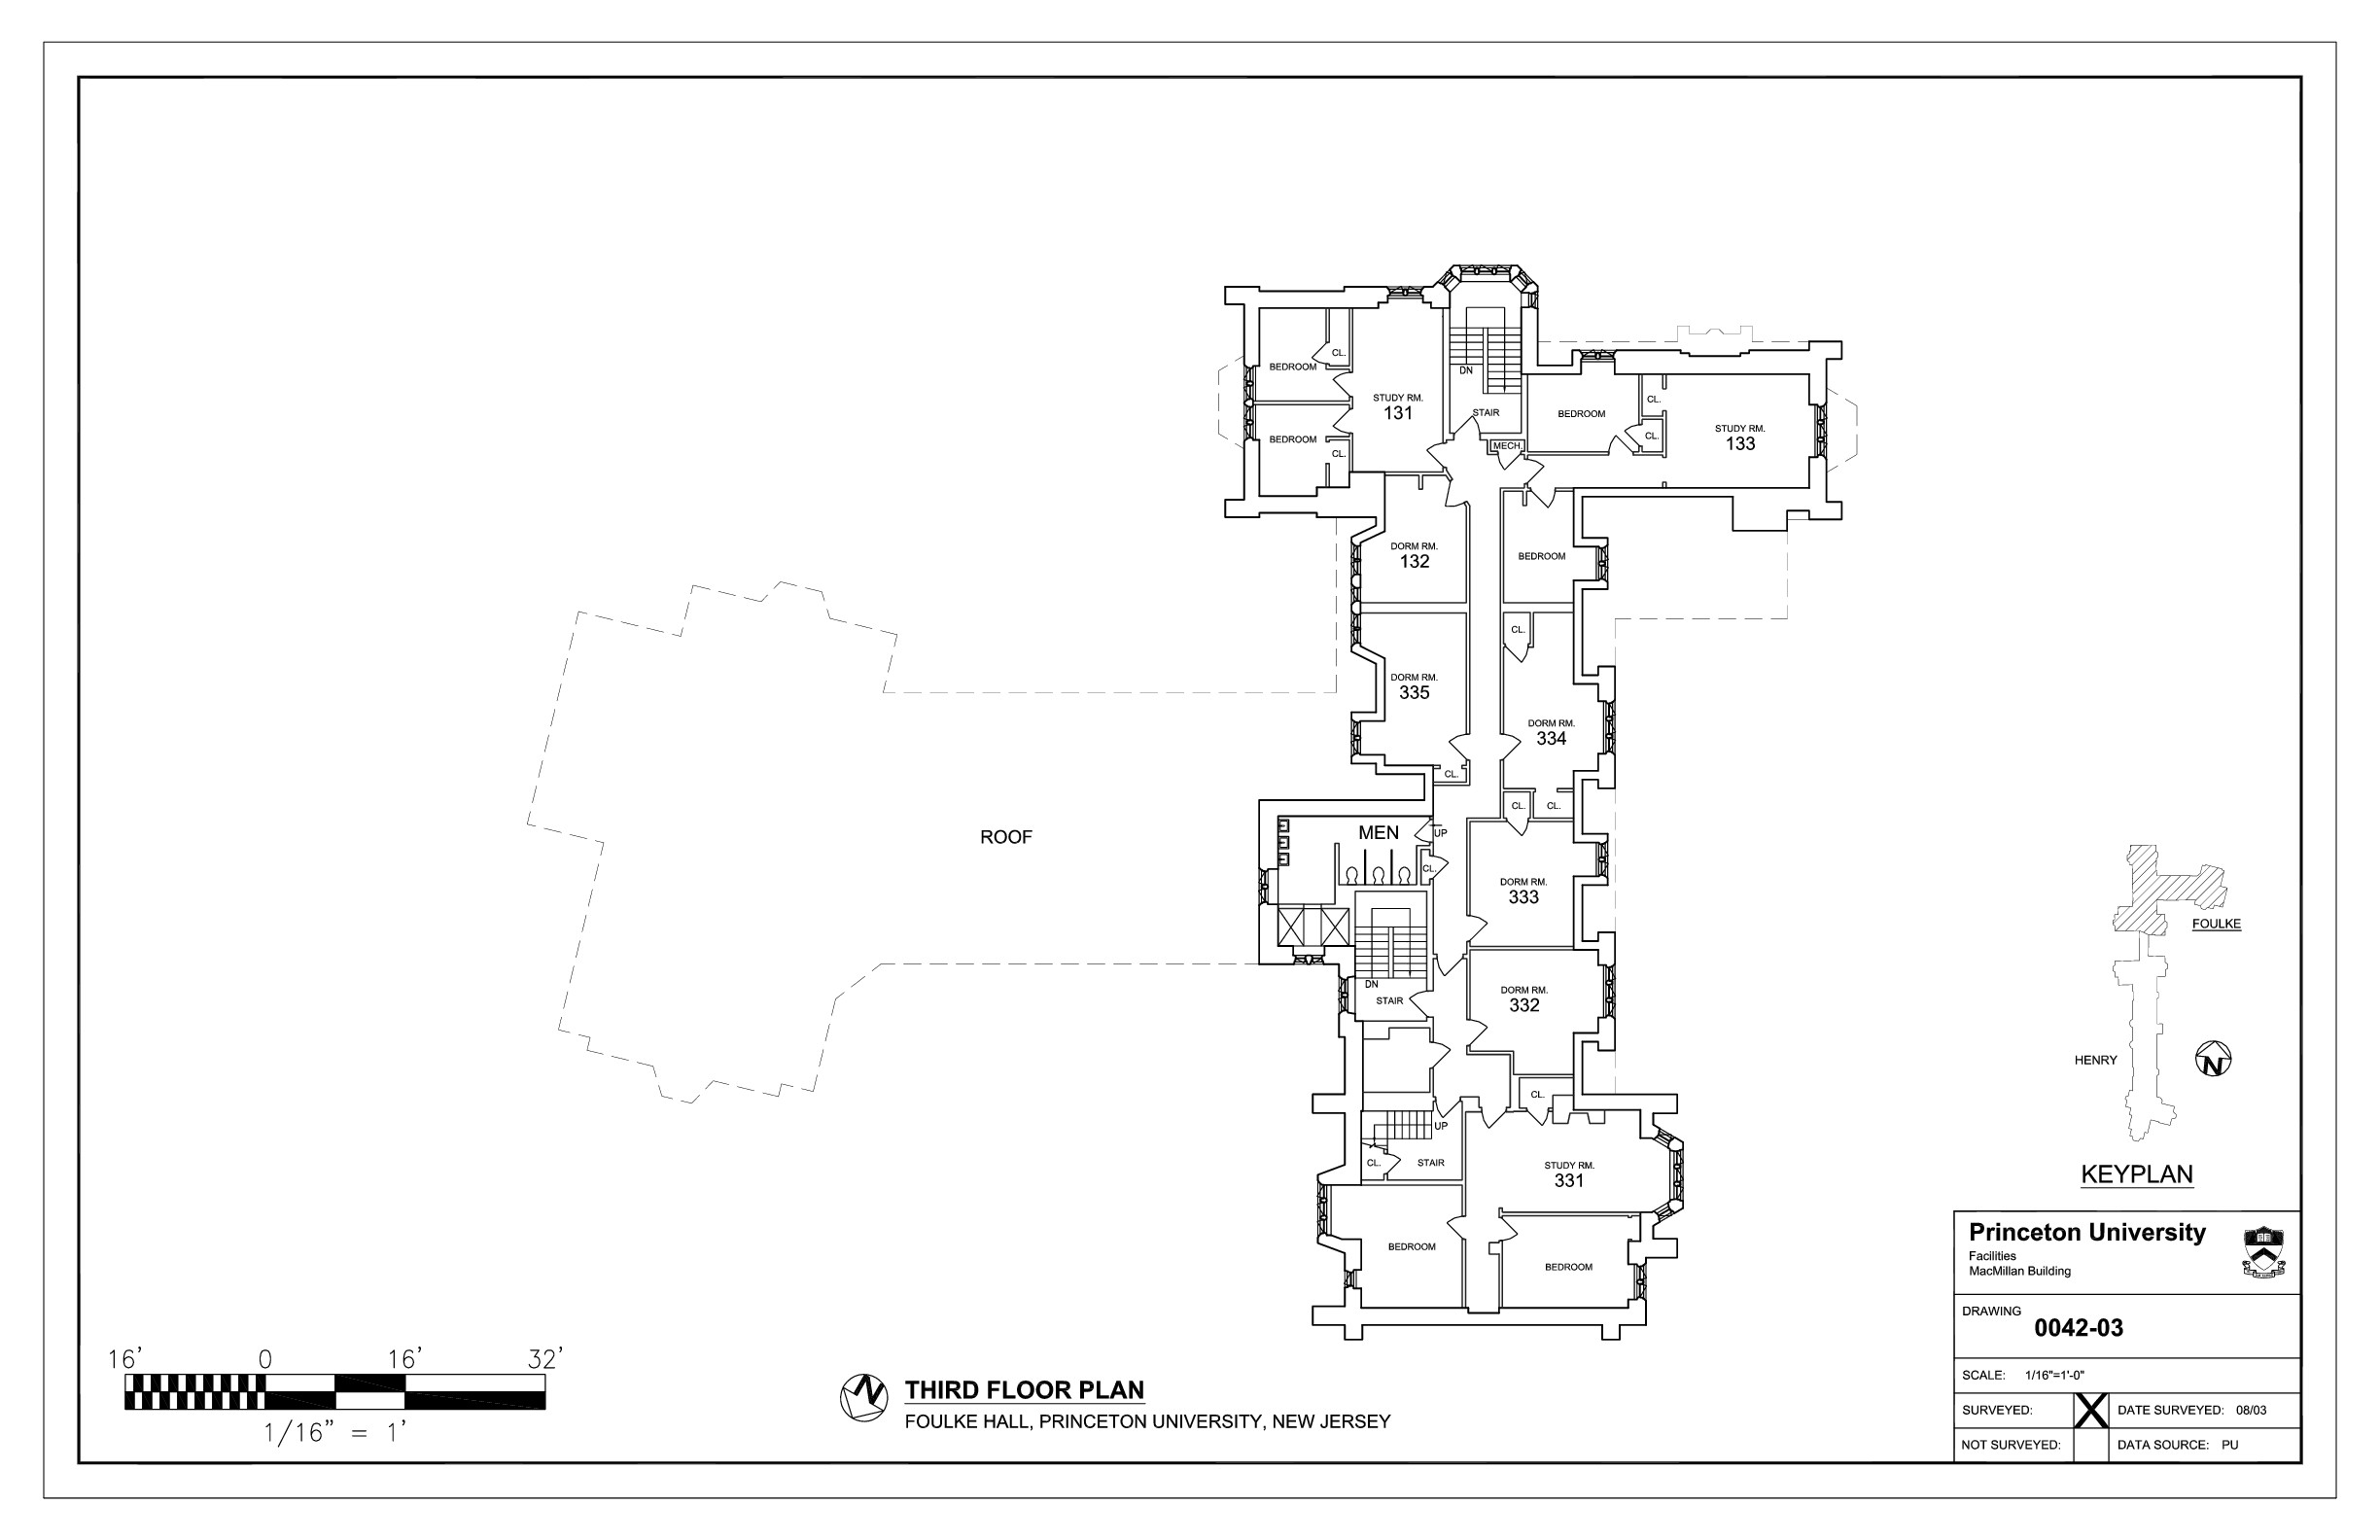 CL.
BEDROOM
STUDY RM.
131
BEDROOM
CL.
DN
STAIR
MECH.
BEDROOM
CL.
CL.
STUDY RM.
133
DORM RM.
132
BEDROOM
CL.
DORM RM.
335
CL.
DORM RM.
334
CL.
CL.
ROOF
MEN
UP
CL.
DORM RM.
333
DN
STAIR
DORM RM.
332
CL.
UP
CL.
STAIR
STUDY RM.
331
BEDROOM
BEDROOM
FOULKE
HENRY
N
KEYPLAN
Princeton University
Facilities
MacMillan Building
DRAWING
0042-03
SCALE: 1/16"=1'-0"
SURVEYED: X DATE SURVEYED: 08/03
NOT SURVEYED: DATA SOURCE: PU
16' 0 16' 32'
1/16" = 1'
N
THIRD FLOOR PLAN
FOULKE HALL, PRINCETON UNIVERSITY, NEW JERSEY